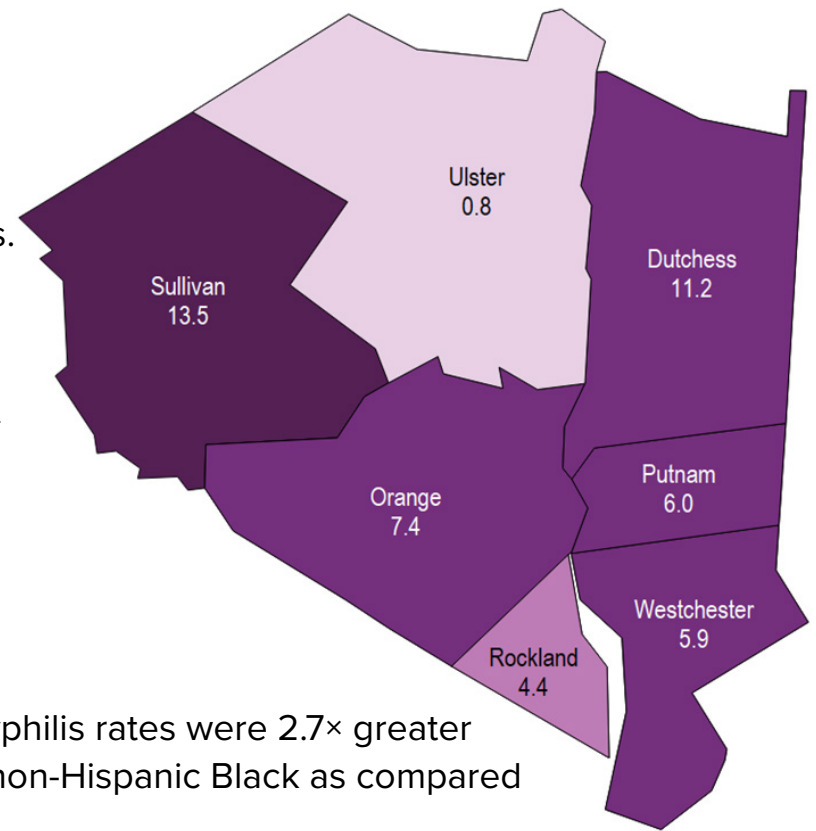 Ulster
0.8
s.
Dutchess
11.2
Sullivan
13.5
Putnam
6.0
Orange
7.4
Westchester
5.9
Rockland
4.4
philis rates were 2.7× greater
non-Hispanic Black as compared